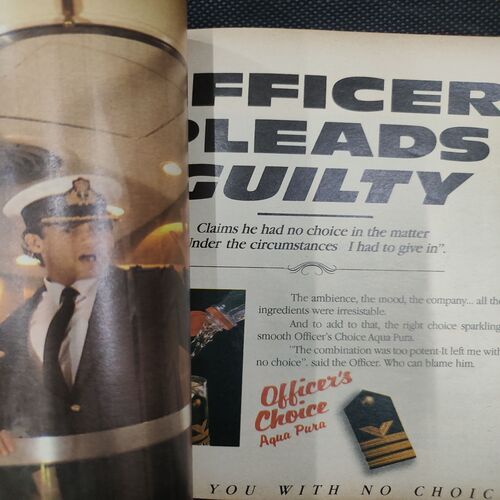 FFICER
PLEADS
GUILTY
Claims he had no choice in the matter
Under the circumstances I had to give in".
The ambience, the mood, the company... all the
ingredients were irresistable.
And to add to that, the right choice sparkling
smooth Officer's Choice Aqua Pura.
"The combination was too potent-It left me with
no choice". said the Officer. Who can blame him.
Officer's
Choice
Aqua Pura
YOU WITH NO CHOIC